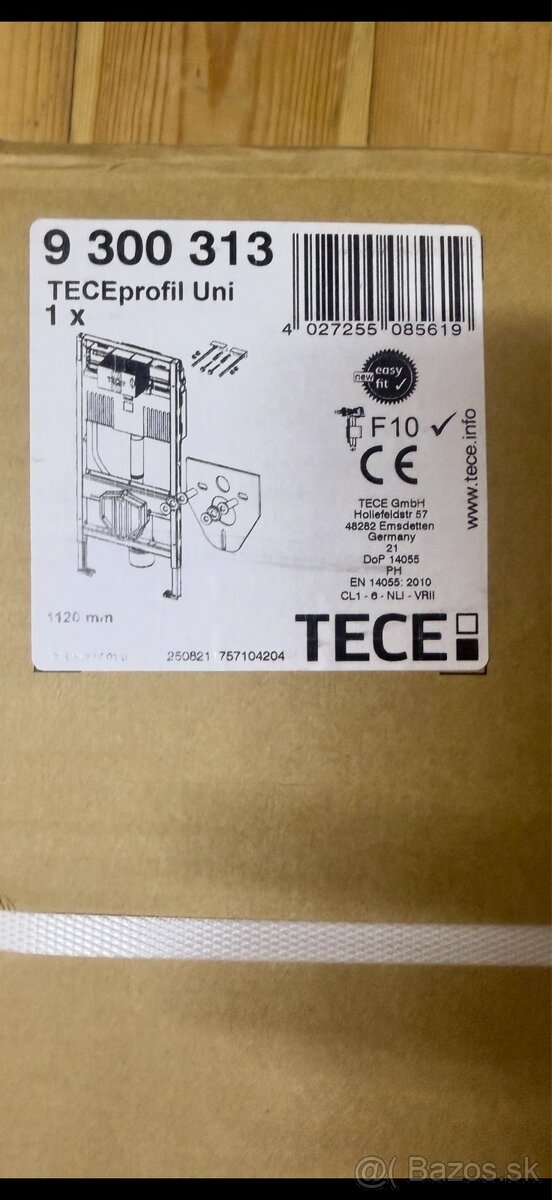 9 300 313
TECEprofil Uni
1 x
4 027255 085619
new easy fit
F10
CE
www.tece.info
TECE GmbH
Hollefeldstr 57
48282 Emsdetten
Germany
21
DoP 14055
PH
EN 14055: 2010
CL1 - 6 - NLI - VRII
1120 mm
250821 757104204
TECE
@( Bazos.sk